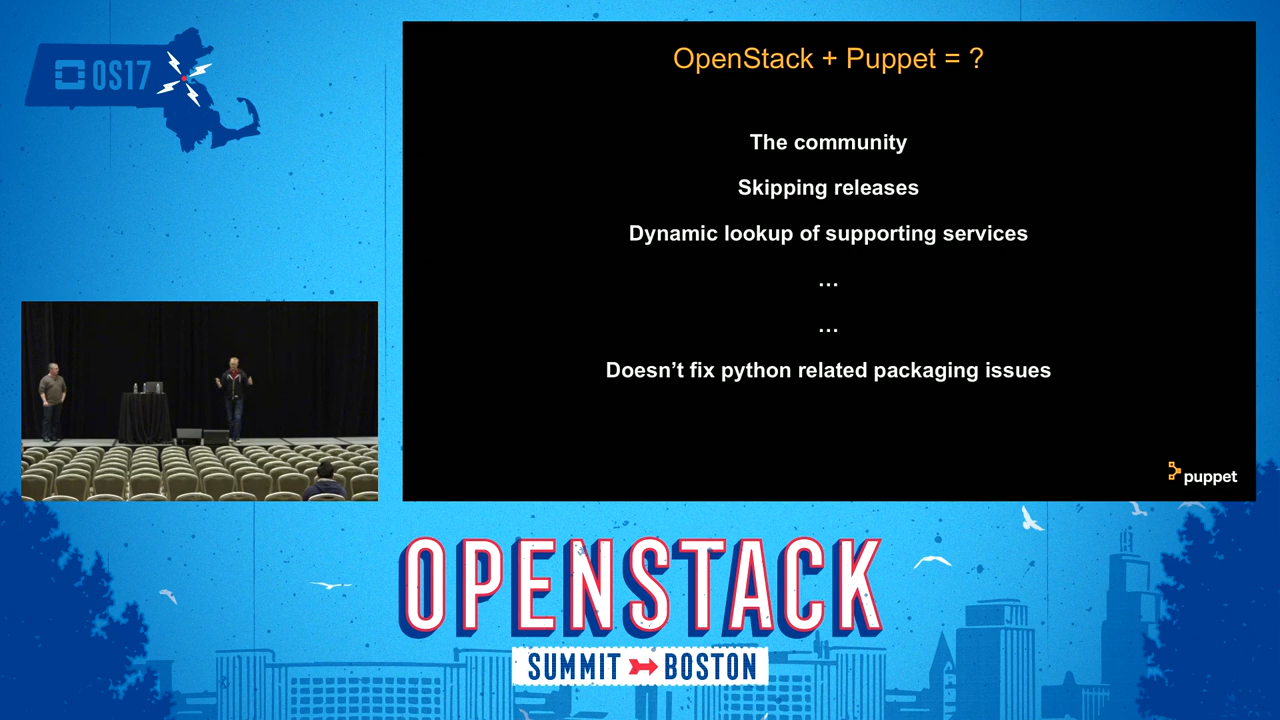 OS17
OpenStack + Puppet = ?
The community
Skipping releases
Dynamic lookup of supporting services
...
...
Doesn’t fix python related packaging issues
puppet
OPENSTACK
SUMMIT BOSTON